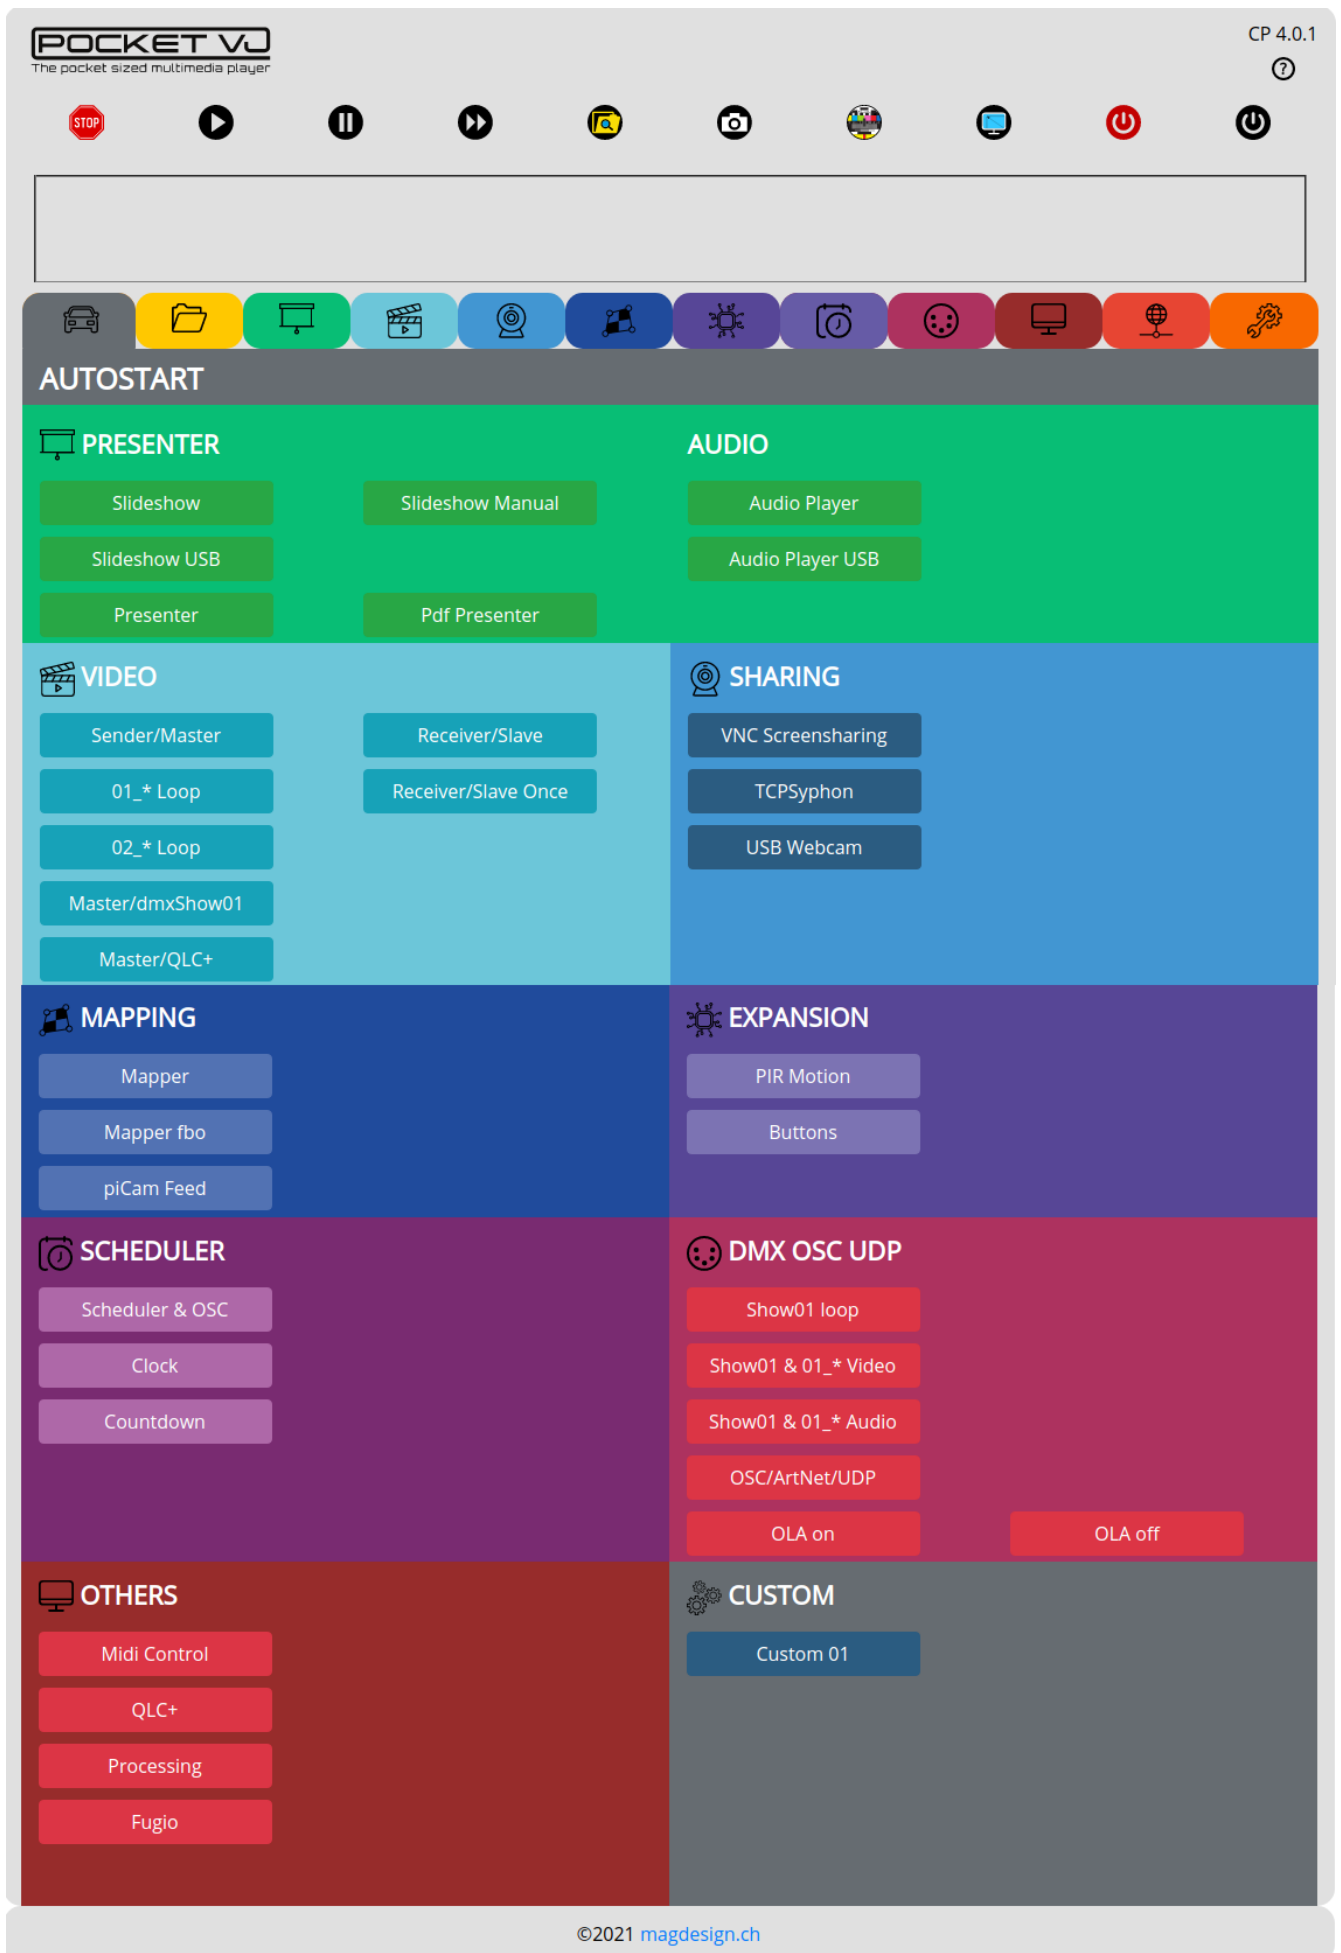 POCKET VJ
The pocket sized multimedia player
CP 4.0.1
?
STOP
AUTOSTART
PRESENTER
Slideshow
Slideshow Manual
Slideshow USB
Presenter
Pdf Presenter
AUDIO
Audio Player
Audio Player USB
VIDEO
Sender/Master
Receiver/Slave
01_* Loop
Receiver/Slave Once
02_* Loop
Master/dmxShow01
Master/QLC+
SHARING
VNC Screensharing
TCPSyphon
USB Webcam
MAPPING
Mapper
Mapper fbo
piCam Feed
EXPANSION
PIR Motion
Buttons
SCHEDULER
Scheduler & OSC
Clock
Countdown
DMX OSC UDP
Show01 loop
Show01 & 01_* Video
Show01 & 01_* Audio
OSC/ArtNet/UDP
OLA on
OLA off
OTHERS
Midi Control
QLC+
Processing
Fugio
CUSTOM
Custom 01
©2021 magdesign.ch